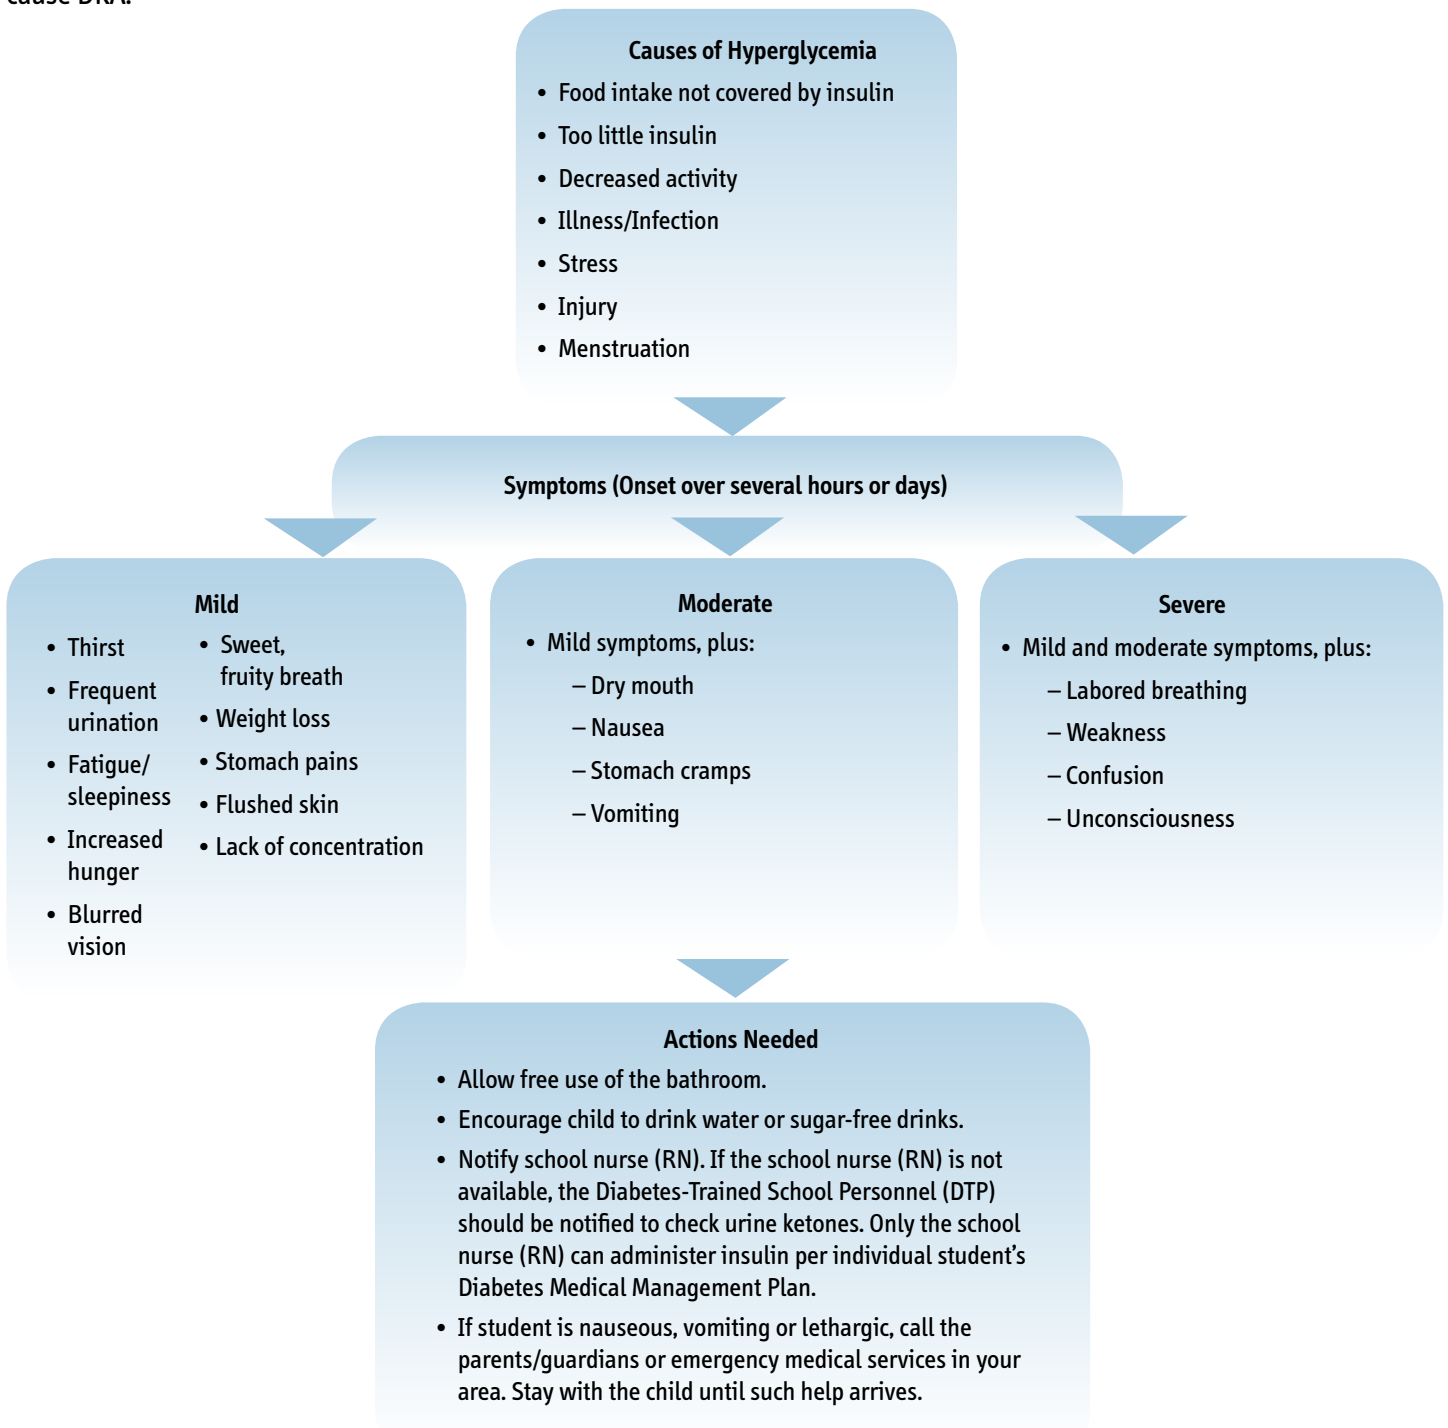 cause DKA.
Causes of Hyperglycemia
• Food intake not covered by insulin
• Too little insulin
• Decreased activity
• Illness/Infection
• Stress
• Injury
• Menstruation
Symptoms (Onset over several hours or days)
Mild
• Thirst
• Frequent
urination
• Fatigue/
sleepiness
• Increased
hunger
• Blurred
vision
• Sweet,
fruity breath
• Weight loss
• Stomach pains
• Flushed skin
• Lack of concentration
Moderate
• Mild symptoms, plus:
– Dry mouth
– Nausea
– Stomach cramps
– Vomiting
Severe
• Mild and moderate symptoms, plus:
– Labored breathing
– Weakness
– Confusion
– Unconsciousness
Actions Needed
• Allow free use of the bathroom.
• Encourage child to drink water or sugar-free drinks.
• Notify school nurse (RN). If the school nurse (RN) is not
available, the Diabetes-Trained School Personnel (DTP)
should be notified to check urine ketones. Only the school
nurse (RN) can administer insulin per individual student’s
Diabetes Medical Management Plan.
• If student is nauseous, vomiting or lethargic, call the
parents/guardians or emergency medical services in your
area. Stay with the child until such help arrives.